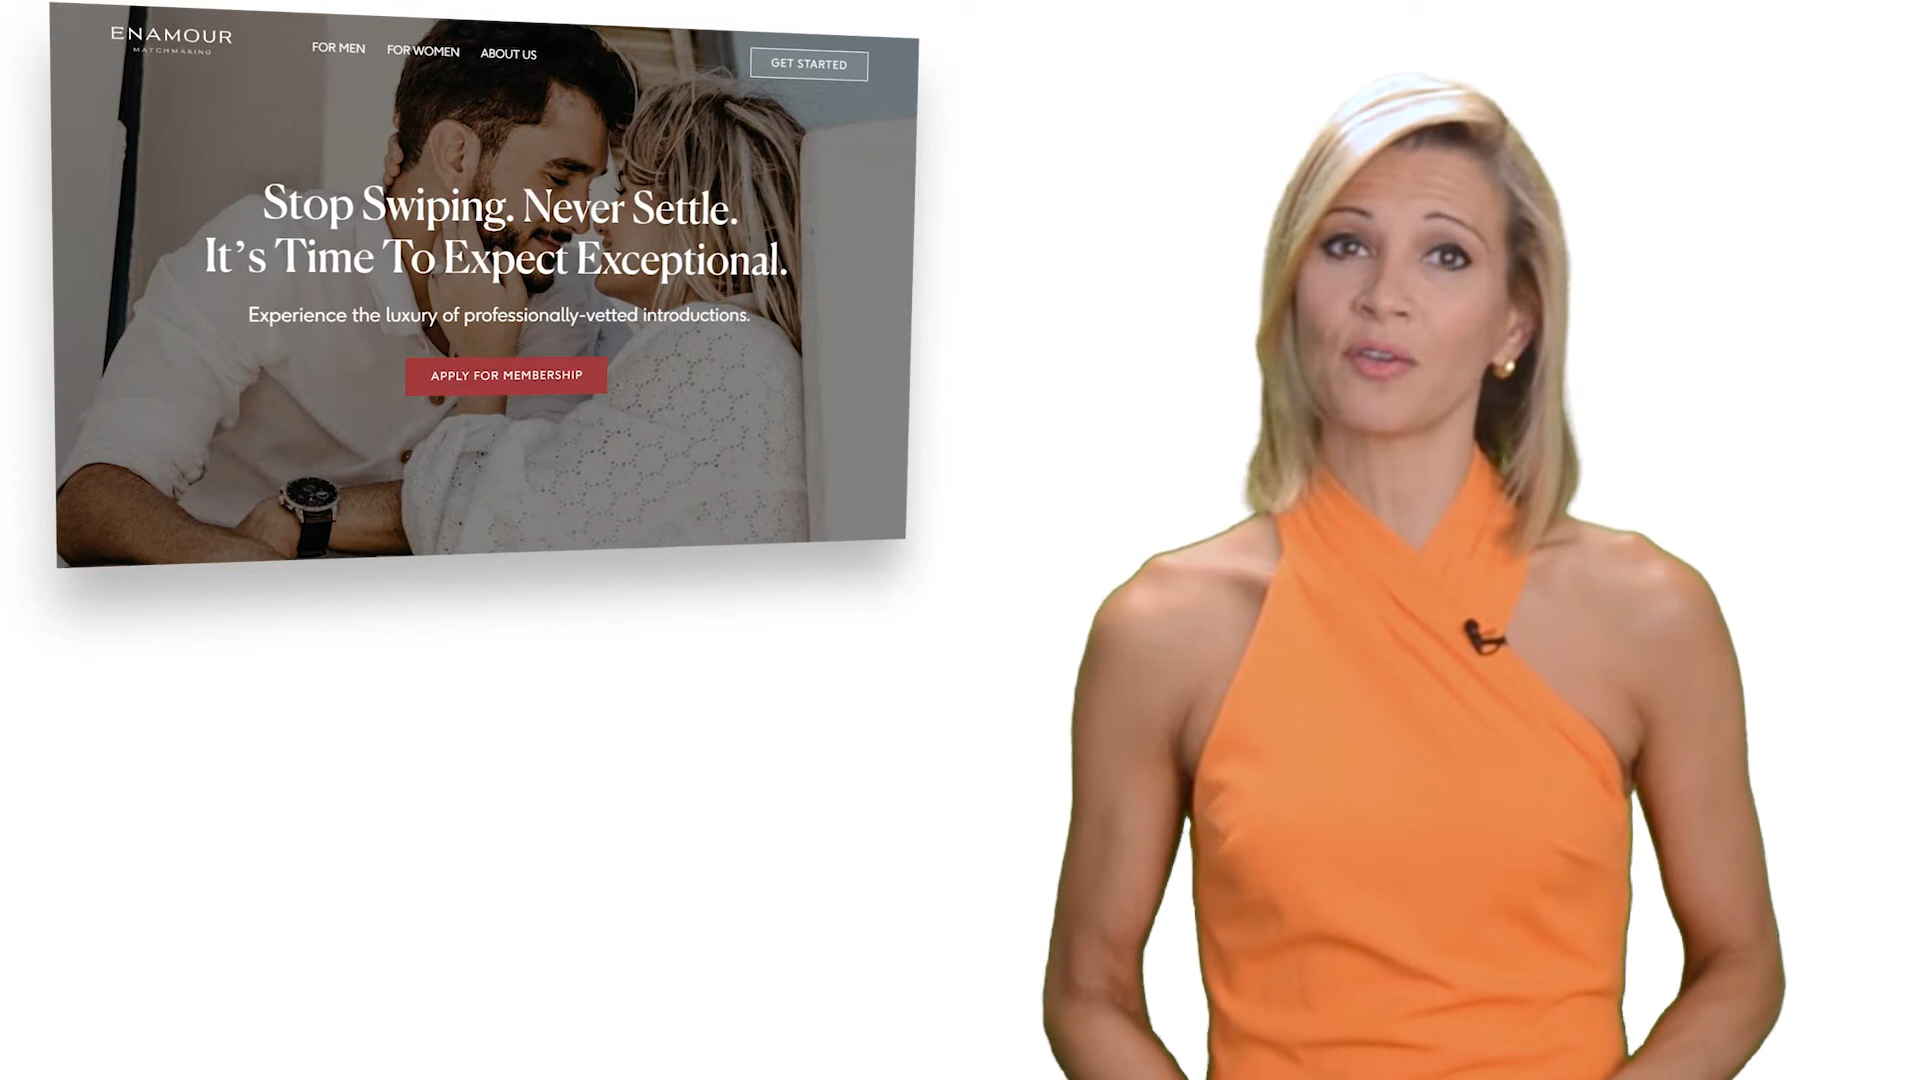 ENAMOUR
MATCHMAKING
FOR MEN FOR WOMEN ABOUT US
GET STARTED
Stop Swiping. Never Settle.
It's Time To Expect Exceptional.
Experience the luxury of professionally-vetted introductions.
APPLY FOR MEMBERSHIP